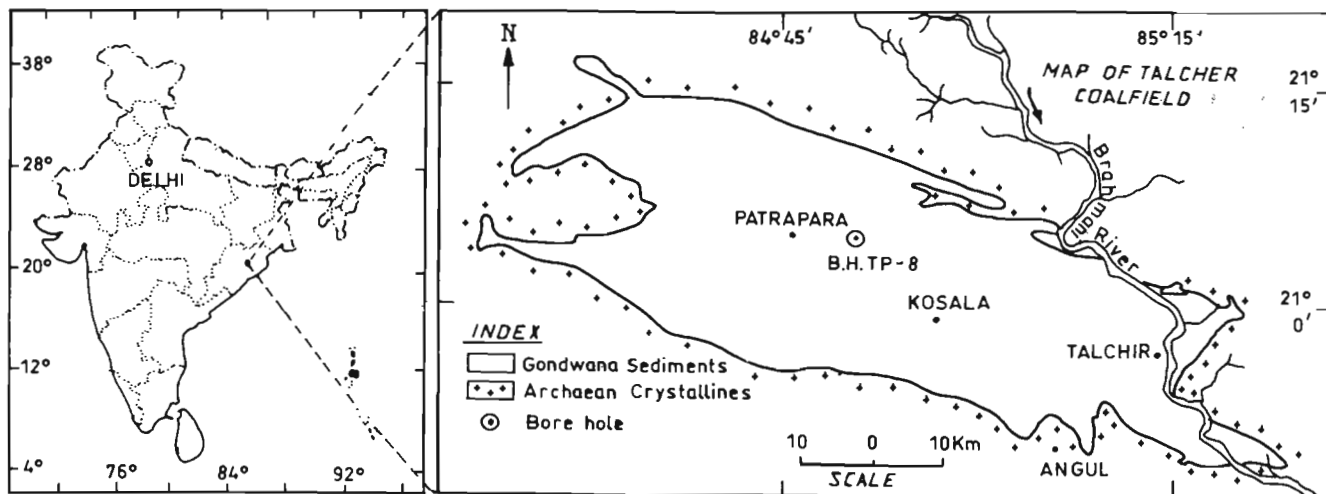 38°
28°
20°
12°
4°
76°
84°
92°
DELHI
N
84°45'
85°15'
MAP OF TALCHER
COALFIELD
21°
15'
Brahmani
River
PATRAPARA
B.H.TP-8
KOSALA
21°
0'
TALCHIR
ANGUL
INDEX
Gondwana Sediments
Archaean Crystallines
Bore hole
10 0 10Km
SCALE